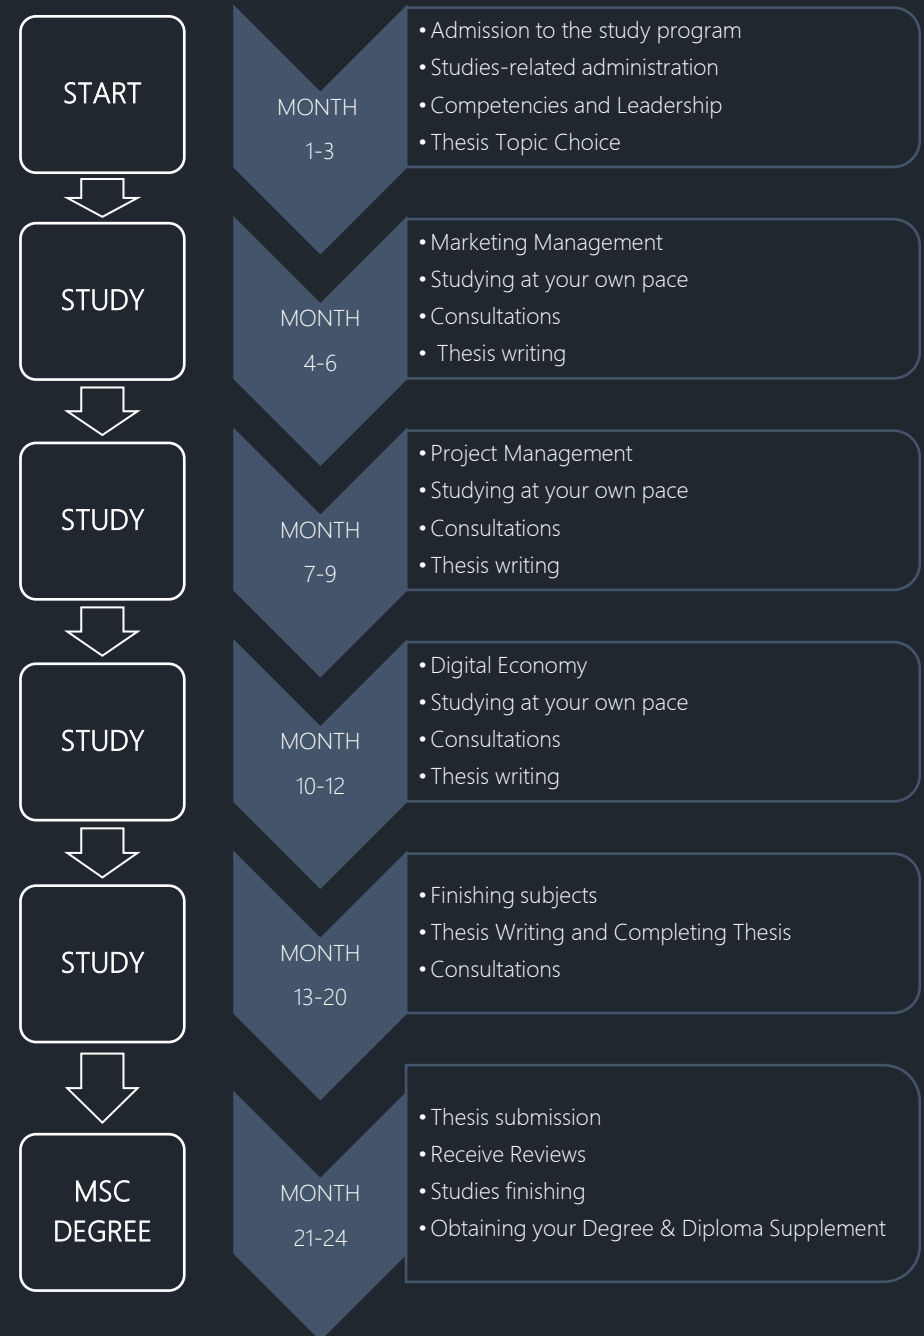 START
MONTH
1-3
• Admission to the study program
• Studies-related administration
• Competencies and Leadership
• Thesis Topic Choice
STUDY
MONTH
4-6
• Marketing Management
• Studying at your own pace
• Consultations
• Thesis writing
STUDY
MONTH
7-9
• Project Management
• Studying at your own pace
• Consultations
• Thesis writing
STUDY
MONTH
10-12
• Digital Economy
• Studying at your own pace
• Consultations
• Thesis writing
STUDY
MONTH
13-20
• Finishing subjects
• Thesis Writing and Completing Thesis
• Consultations
MSC
DEGREE
MONTH
21-24
• Thesis submission
• Receive Reviews
• Studies finishing
• Obtaining your Degree & Diploma Supplement